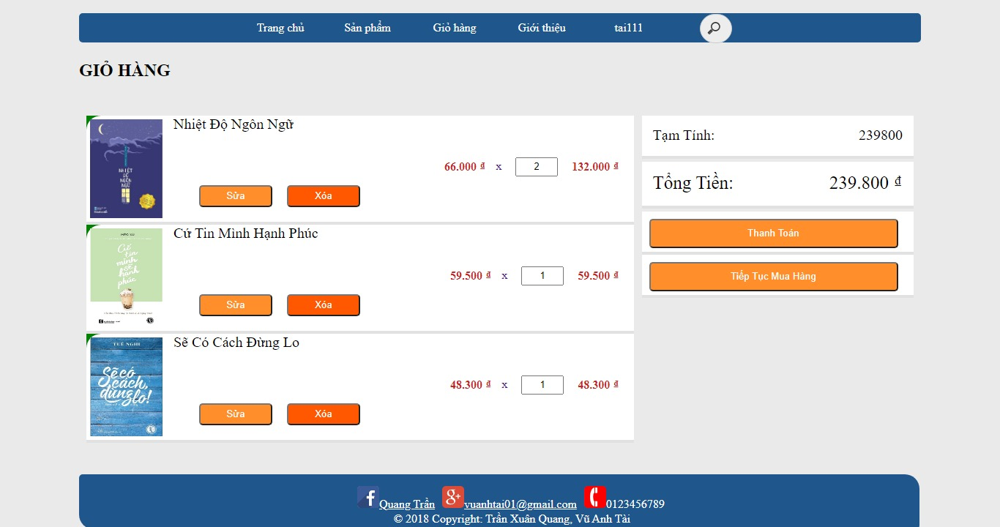 Trang chủ Sản phẩm Giỏ hàng Giới thiệu tai111
GIỎ HÀNG
Nhiệt Độ Ngôn Ngữ
NHIỆT
ĐỘ
NGÔN
NGỮ
66.000 ₫ x 2 132.000 ₫
Sửa Xóa
Cứ Tin Mình Hạnh Phúc
Cứ
tin
mình
sẽ
hạnh
phúc
59.500 ₫ x 1 59.500 ₫
Sửa Xóa
Sẽ Có Cách Đừng Lo
TUỆ NGHI
Sẽ có
cách,
đừng
lo!
48.300 ₫ x 1 48.300 ₫
Sửa Xóa
Tạm Tính: 239800
Tổng Tiền: 239.800 ₫
Thanh Toán
Tiếp Tục Mua Hàng
Quang Trần vuanhtai01@gmail.com 0123456789
© 2018 Copyright: Trần Xuân Quang, Vũ Anh Tài